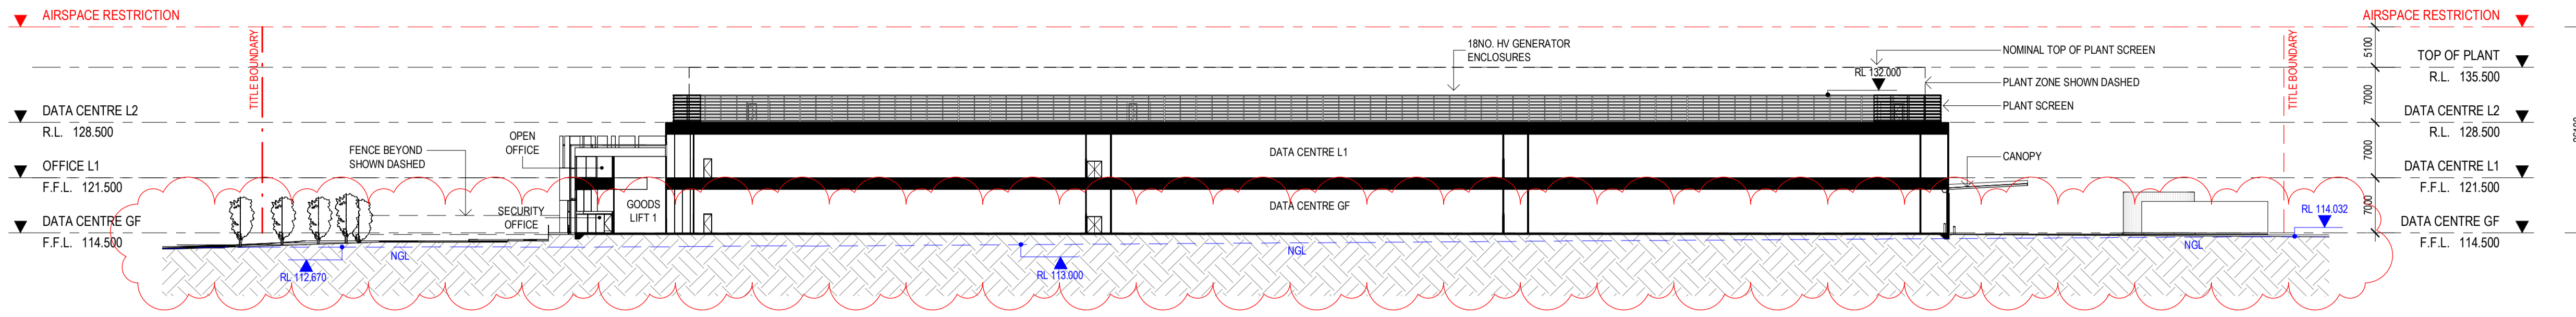 AIRSPACE RESTRICTION
DATA CENTRE L2
R.L. 128.500
OFFICE L1
F.F.L. 121.500
DATA CENTRE GF
F.F.L. 114.500
TITLE BOUNDARY
FENCE BEYOND
SHOWN DASHED
OPEN
OFFICE
SECURITY
OFFICE
GOODS
LIFT 1
RL 112.670
NGL
RL 113.000
NGL
18NO. HV GENERATOR
ENCLOSURES
DATA CENTRE L1
DATA CENTRE GF
RL 132.000
NOMINAL TOP OF PLANT SCREEN
PLANT ZONE SHOWN DASHED
PLANT SCREEN
CANOPY
NGL
RL 114.032
TITLE BOUNDARY
5100
7000
7000
7000
AIRSPACE RESTRICTION
TOP OF PLANT
R.L. 135.500
DATA CENTRE L2
R.L. 128.500
DATA CENTRE L1
F.F.L. 121.500
DATA CENTRE GF
F.F.L. 114.500